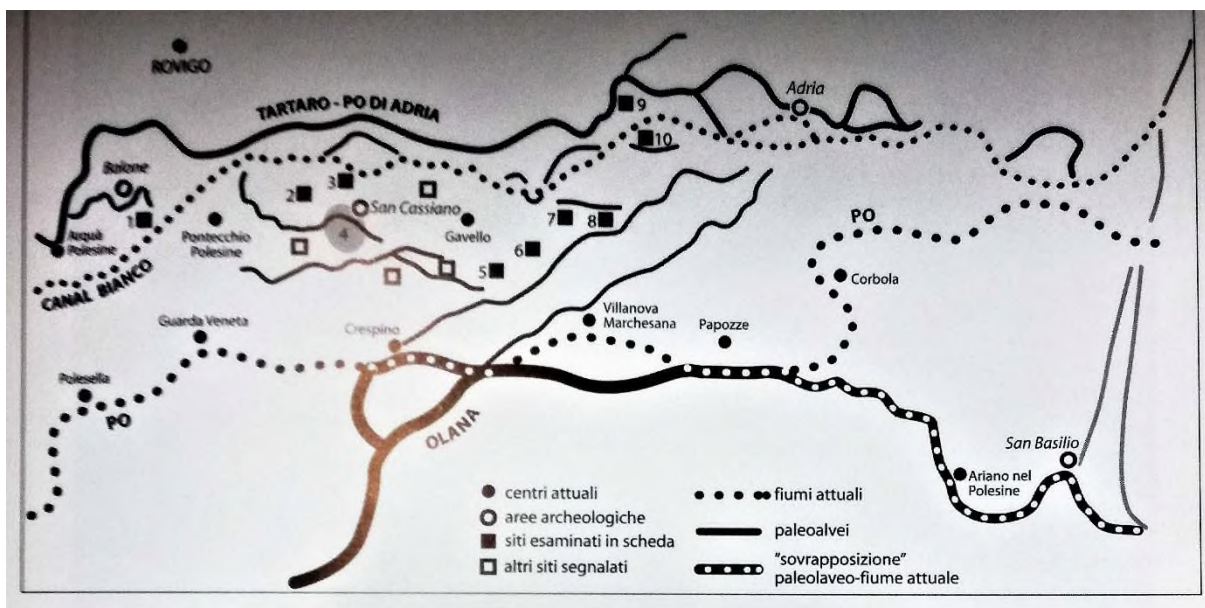 ROVIGO
TARTARO - PO DI ADRIA
9
Adria
10
Balone
1
2
3
San Cassiano
4
Arquà
Polesine
Pontecchio
Polesine
Gavello
7
8
6
5
PO
CANAL BIANCO
Corbola
Guarda Veneta
Crespino
Villanova
Marchesana
Papozze
Polesella
PO
OLANA
San Basilio
Ariano nel
Polesine
centri attuali
aree archeologiche
siti esaminati in scheda
altri siti segnalati
fiumi attuali
paleoalvei
"sovrapposizione"
paleolaveo-fiume attuale